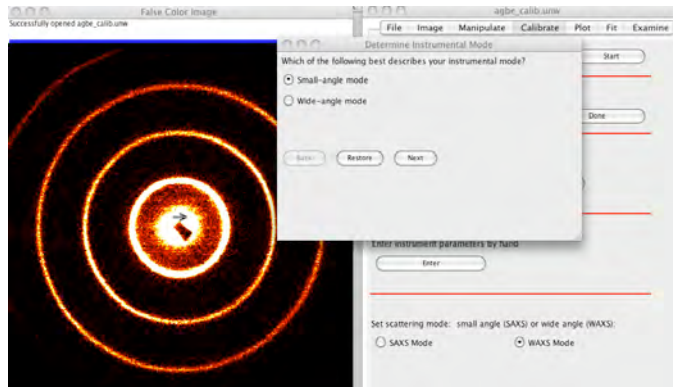 False Color Image
Successfully opened agbe_calib.unw
agbe_calib.unw
File Image Manipulate Calibrate Plot Fit Examine
Determine Instrumental Mode
Which of the following best describes your instrumental mode?
Small-angle mode
Wide-angle mode
Back Restore Next
Start
Done
Enter instrument parameters by hand
Enter
Set scattering mode: small angle (SAXS) or wide angle (WAXS):
SAXS Mode WAXS Mode